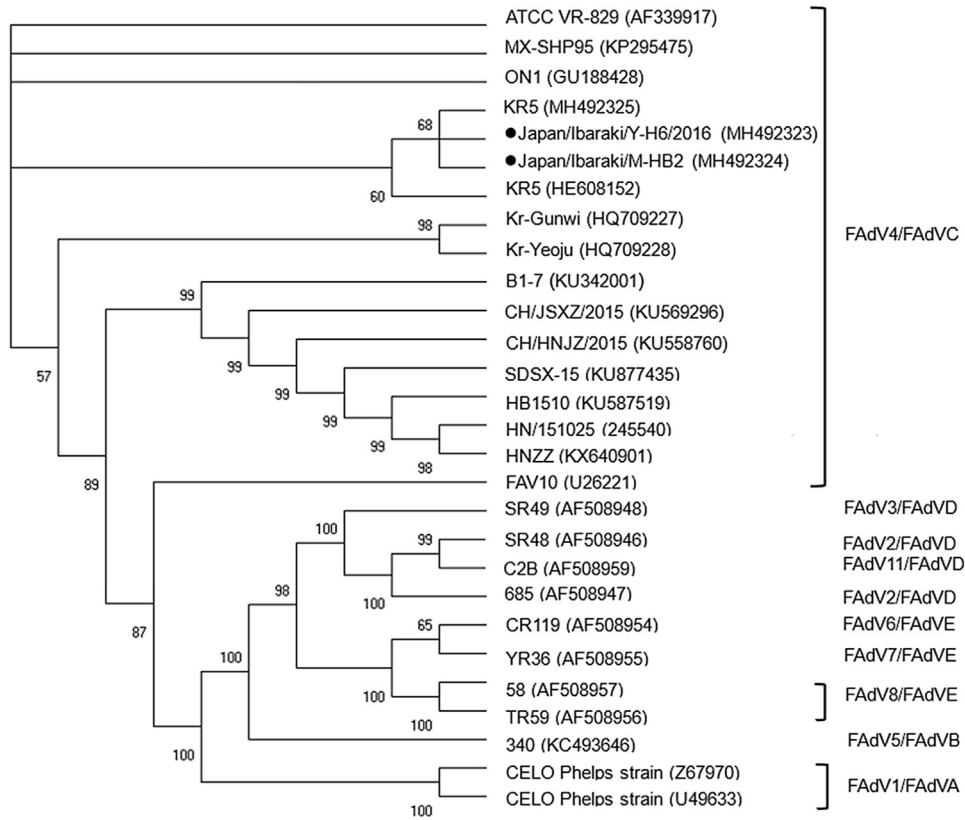 ATCC VR-829 (AF339917)
MX-SHP95 (KP295475)
ON1 (GU188428)
KR5 (MH492325)
68
●Japan/Ibaraki/Y-H6/2016 (MH492323)
●Japan/Ibaraki/M-HB2 (MH492324)
KR5 (HE608152)
60
Kr-Gunwi (HQ709227)
98
FAdV4/FAdVC
Kr-Yeoju (HQ709228)
B1-7 (KU342001)
99
CH/JSXZ/2015 (KU569296)
CH/HNJZ/2015 (KU558760)
99
57
SDSX-15 (KU877435)
99
HB1510 (KU587519)
99
HN/151025 (245540)
99
HNZZ (KX640901)
98
89
FAV10 (U26221)
SR49 (AF508948)
FAdV3/FAdVD
100
SR48 (AF508946)
99
FAdV2/FAdVD
C2B (AF508959)
FAdV11/FAdVD
98
685 (AF508947)
FAdV2/FAdVD
100
CR119 (AF508954)
65
FAdV6/FAdVE
87
YR36 (AF508955)
FAdV7/FAdVE
100
58 (AF508957)
100
FAdV8/FAdVE
TR59 (AF508956)
100
340 (KC493646)
FAdV5/FAdVB
100
CELO Phelps strain (Z67970)
FAdV1/FAdVA
CELO Phelps strain (U49633)
100